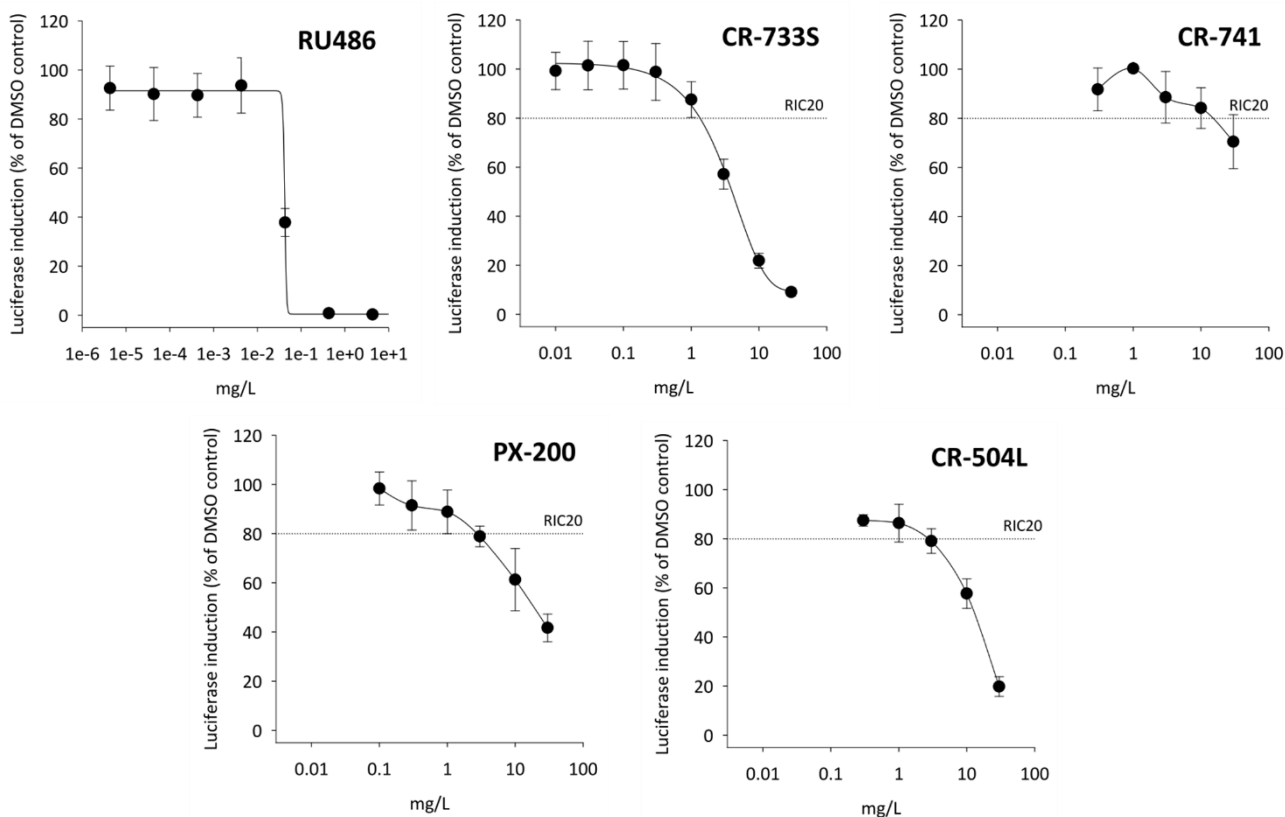 RU486
Luciferase induction (% of DMSO control)
120
100
80
60
40
20
0
1e-6 1e-5 1e-4 1e-3 1e-2 1e-1 1e+0 1e+1
mg/L
CR-733S
Luciferase induction (% of DMSO control)
120
100
80
60
40
20
0
RIC20
0.01 0.1 1 10 100
mg/L
CR-741
Luciferase induction (% of DMSO control)
120
100
80
60
40
20
0
RIC20
0.01 0.1 1 10 100
mg/L
PX-200
Luciferase induction (% of DMSO control)
120
100
80
60
40
20
0
RIC20
0.01 0.1 1 10 100
mg/L
CR-504L
Luciferase induction (% of DMSO control)
120
100
80
60
40
20
0
RIC20
0.01 0.1 1 10 100
mg/L